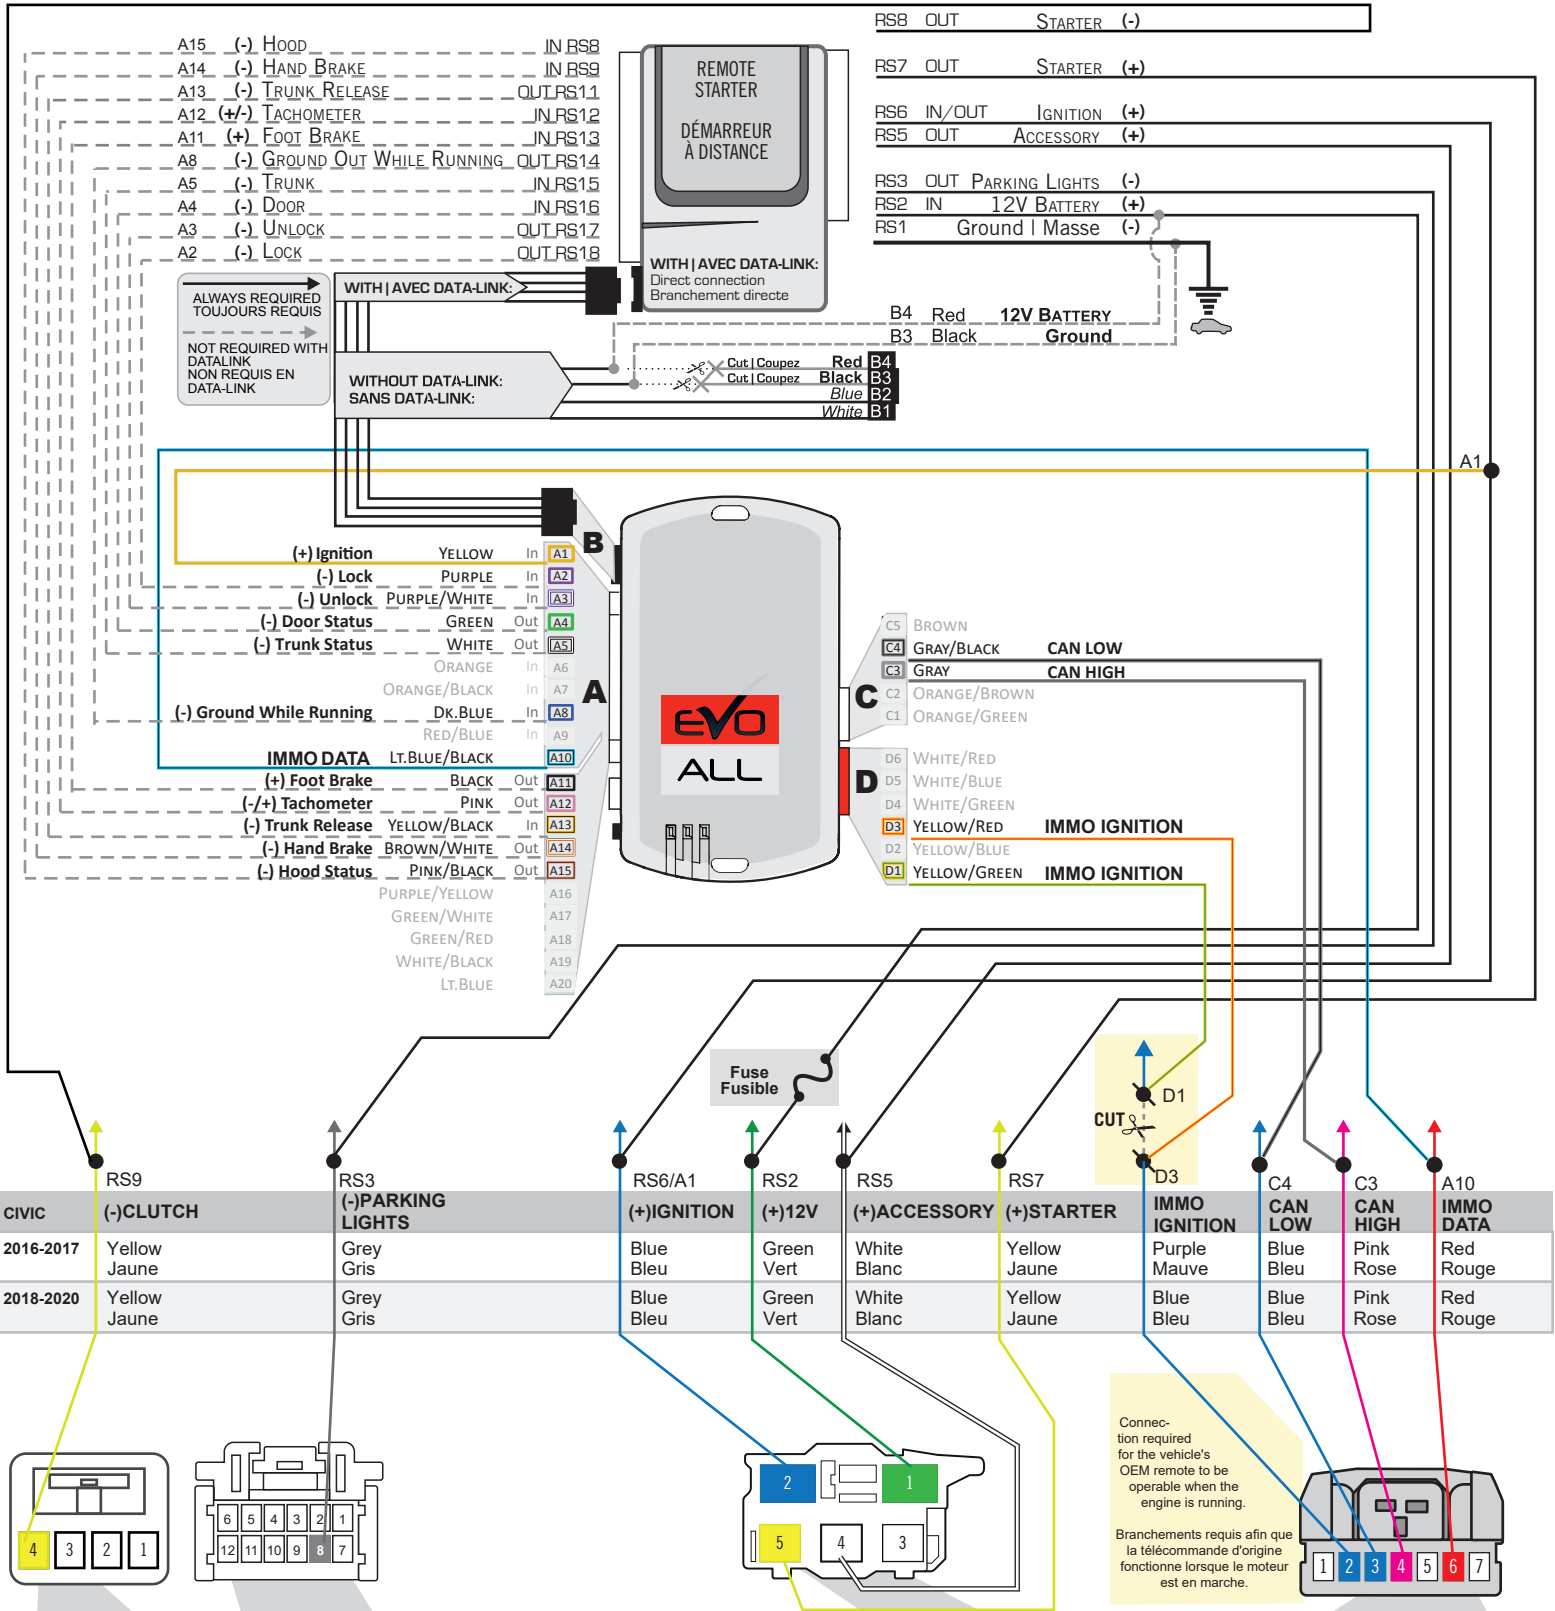 RS8 OUT STARTER (-)
RS7 OUT STARTER (+)
RS6 IN/OUT IGNITION (+)
RS5 OUT ACCESSORY (+)
RS3 OUT PARKING LIGHTS (-)
RS2 IN 12V BATTERY (+)
RS1 Ground | Masse (-)
A15 (-) HOOD IN RS8
A14 (-) HAND BRAKE IN RS9
A13 (-) TRUNK RELEASE OUT RS11
A12 (+/-) TACHOMETER IN RS12
A11 (+) FOOT BRAKE IN RS13
A8 (-) GROUND OUT WHILE RUNNING OUT RS14
A5 (-) TRUNK IN RS15
A4 (-) DOOR IN RS16
A3 (-) UNLOCK OUT RS17
A2 (-) LOCK OUT RS18
REMOTE
STARTER
DÉMARREUR
À DISTANCE
WITH | AVEC DATA-LINK:
Direct connection
Branchement directe
ALWAYS REQUIRED
TOUJOURS REQUIS
NOT REQUIRED WITH
DATALINK
NON REQUIS EN
DATA-LINK
WITH | AVEC DATA-LINK:
WITHOUT DATA-LINK:
SANS DATA-LINK:
B4 Red 12V BATTERY
B3 Black Ground
Cut | Coupez Red B4
Cut | Coupez Black B3
Blue B2
White B1
A1
B
(+) Ignition YELLOW In A1
(-) Lock PURPLE In A2
(-) Unlock PURPLE/WHITE In A3
(-) Door Status GREEN Out A4
(-) Trunk Status WHITE Out A5
ORANGE In A6
ORANGE/BLACK In A7
(-) Ground While Running DK.BLUE In A8
RED/BLUE In A9
IMMO DATA LT.BLUE/BLACK A10
(+) Foot Brake BLACK Out A11
(-/+) Tachometer PINK Out A12
(-) Trunk Release YELLOW/BLACK In A13
(-) Hand Brake BROWN/WHITE Out A14
(-) Hood Status PINK/BLACK Out A15
PURPLE/YELLOW A16
GREEN/WHITE A17
GREEN/RED A18
WHITE/BLACK A19
LT.BLUE A20
A
EVO
ALL
C
C5 BROWN
C4 GRAY/BLACK CAN LOW
C3 GRAY CAN HIGH
C2 ORANGE/BROWN
C1 ORANGE/GREEN
D
D6 WHITE/RED
D5 WHITE/BLUE
D4 WHITE/GREEN
D3 YELLOW/RED IMMO IGNITION
D2 YELLOW/BLUE
D1 YELLOW/GREEN IMMO IGNITION
Fuse
Fusible
D1
CUT
D3
RS9 RS3 RS6/A1 RS2 RS5 RS7 C4 C3 A10
CIVIC (-)CLUTCH (-)PARKING LIGHTS (+)IGNITION (+)12V (+)ACCESSORY (+)STARTER IMMO IGNITION CAN LOW CAN HIGH IMMO DATA
2016-2017 Yellow Grey Blue Green White Yellow Purple Blue Pink Red
Jaune Gris Bleu Vert Blanc Jaune Mauve Bleu Rose Rouge
2018-2020 Yellow Grey Blue Green White Yellow Blue Blue Pink Red
Jaune Gris Bleu Vert Blanc Jaune Bleu Bleu Rose Rouge
4 3 2 1
6 5 4 3 2 1
12 11 10 9 8 7
2 1
5 4 3
Connec-
tion required
for the vehicle's
OEM remote to be
operable when the
engine is running.
Branchements requis afin que
la télécommande d'origine
fonctionne lorsque le moteur
est en marche.
1 2 3 4 5 6 7